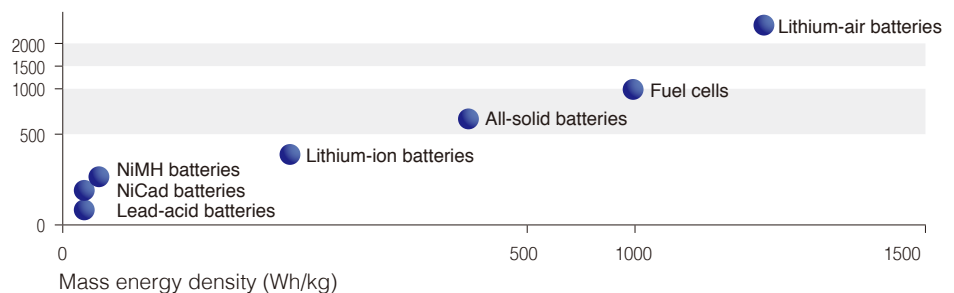 Lithium-air batteries
2000
1500
1000
Fuel cells
All-solid batteries
500
Lithium-ion batteries
NiMH batteries
NiCad batteries
Lead-acid batteries
0
0 500 1000 1500
Mass energy density (Wh/kg)